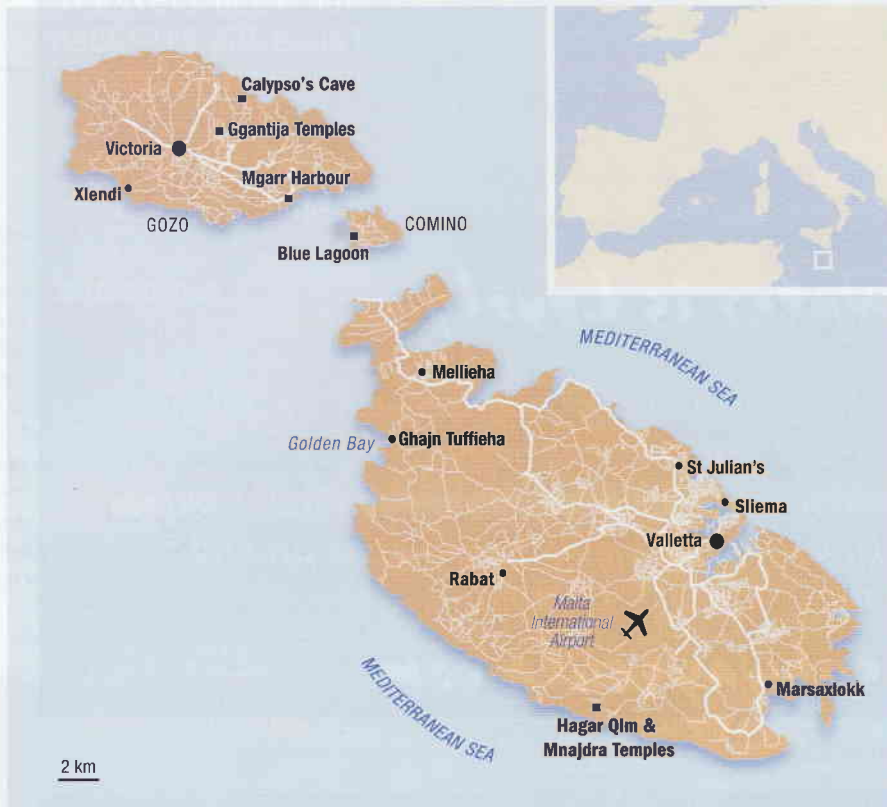 Calypso's Cave
Ggantija Temples
Victoria
Mgarr Harbour
Xlendi
GOZO
COMINO
Blue Lagoon
MEDITERRANEAN SEA
Mellieha
Golden Bay
Ghajn Tuffieha
St Julian's
Sliema
Valletta
Rabat
Malta
International
Airport
MEDITERRANEAN SEA
Marsaxlokk
Hagar QIm &
Mnajdra Temples
2 km